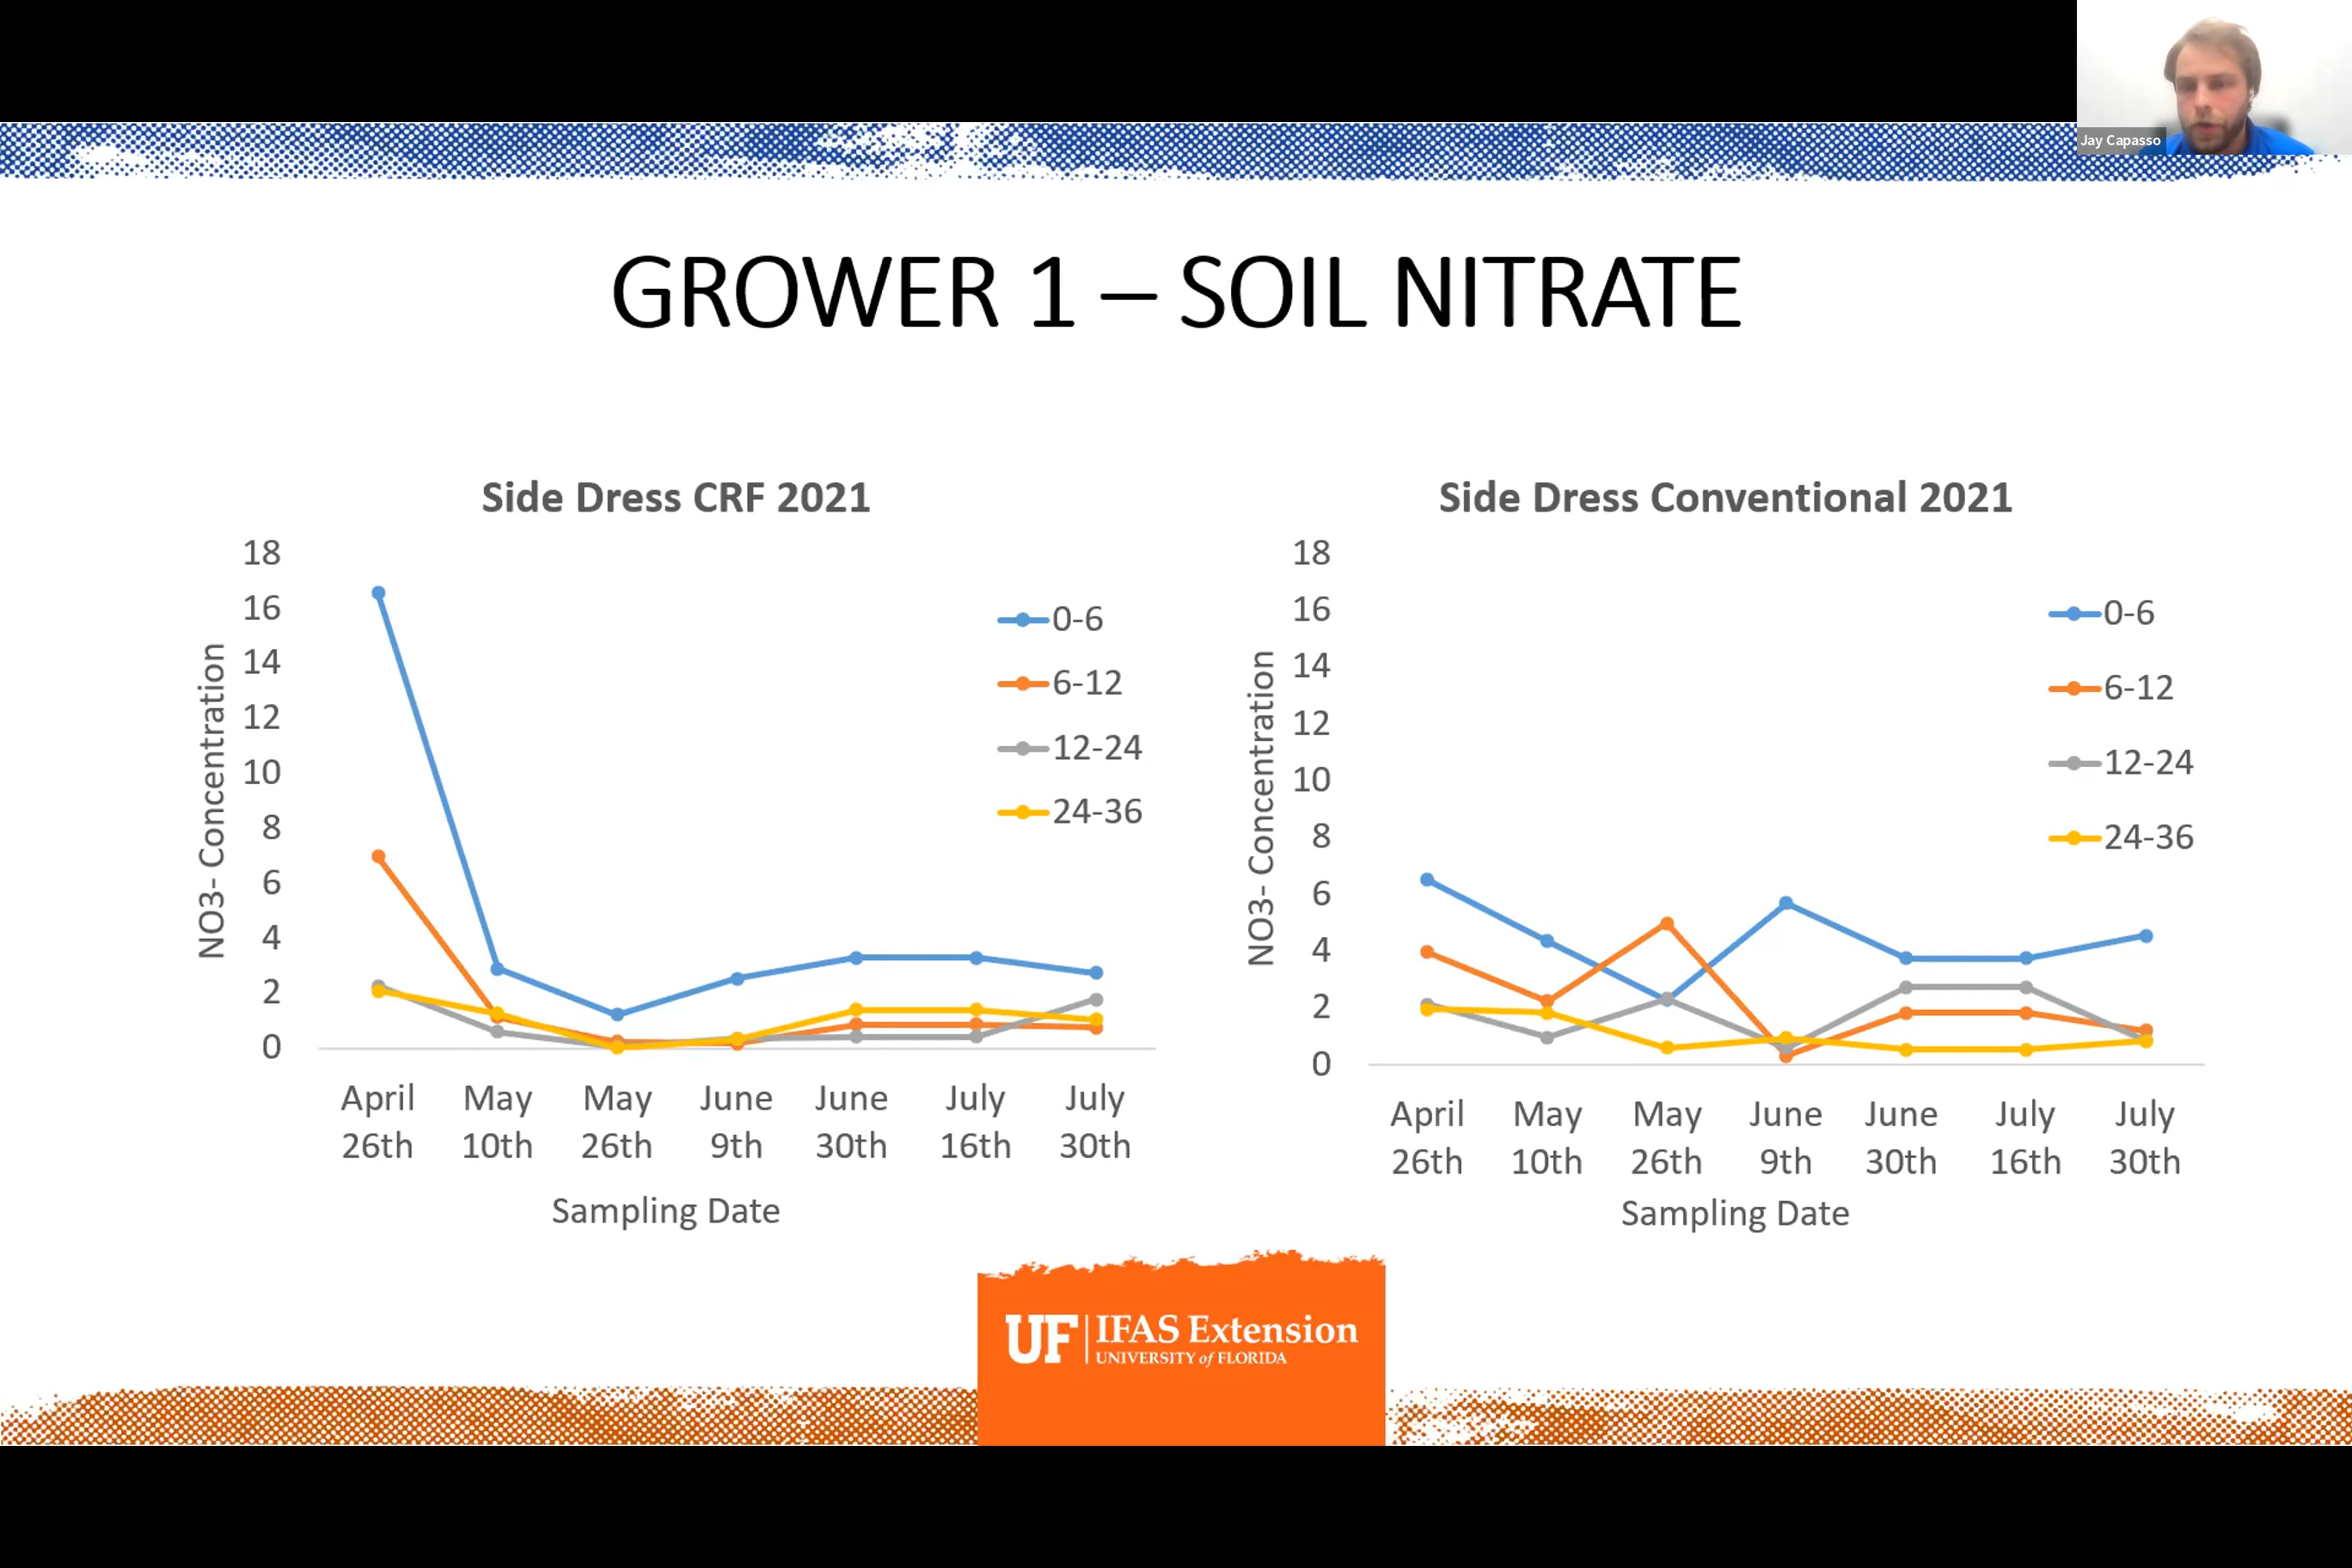 Jay Capasso
GROWER 1 – SOIL NITRATE
Side Dress CRF 2021
18
16
14
12
10
8
6
4
2
0
NO3- Concentration
0-6
6-12
12-24
24-36
April 26th
May 10th
May 26th
June 9th
June 30th
July 16th
July 30th
Sampling Date
Side Dress Conventional 2021
18
16
14
12
10
8
6
4
2
0
NO3- Concentration
0-6
6-12
12-24
24-36
April 26th
May 10th
May 26th
June 9th
June 30th
July 16th
July 30th
Sampling Date
UF IFAS Extension
UNIVERSITY of FLORIDA